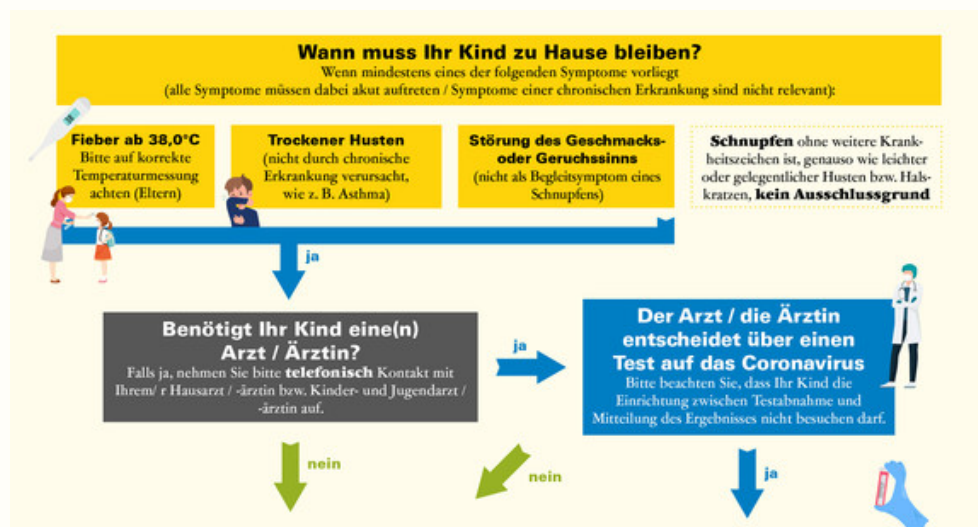 Wann muss Ihr Kind zu Hause bleiben?
Wenn mindestens eines der folgenden Symptome vorliegt
(alle Symptome müssen dabei akut auftreten / Symptome einer chronischen Erkrankung sind nicht relevant):
Fieber ab 38,0°C
Bitte auf korrekte
Temperaturmessung
achten (Eltern)
Trockener Husten
(nicht durch chronische
Erkrankung verursacht,
wie z. B. Asthma)
Störung des Geschmacks-
oder Geruchssinns
(nicht als Begleitsymptom eines
Schnupfens)
Schnupfen ohne weitere Krank-
heitszeichen ist, genauso wie leichter
oder gelegentlicher Husten bzw. Hals-
kratzen, kein Ausschlussgrund
ja
Benötigt Ihr Kind eine(n)
Arzt / Ärztin?
Falls ja, nehmen Sie bitte telefonisch Kontakt mit
Ihrem/ r Hausarzt / -ärztin bzw. Kinder- und Jugendarzt /
-ärztin auf.
ja
Der Arzt / die Ärztin
entscheidet über einen
Test auf das Coronavirus
Bitte beachten Sie, dass Ihr Kind die
Einrichtung zwischen Testabnahme und
Mitteilung des Ergebnisses nicht besuchen darf.
nein
nein
ja